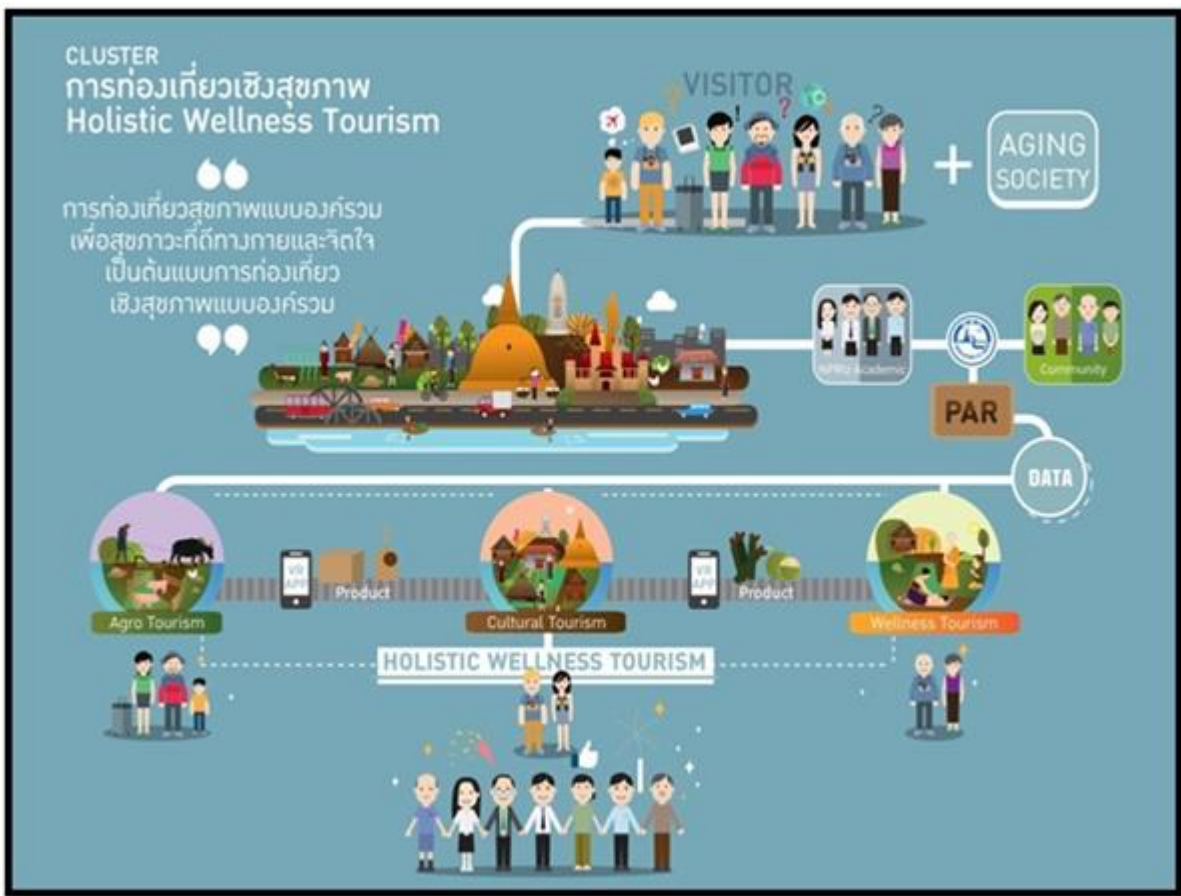 CLUSTER
การท่องเที่ยวเชิงสุขภาพ
Holistic Wellness Tourism
การท่องเที่ยวสุขภาพแบบองค์รวม
เพื่อสุขภาวะที่ดีทางกายและจิตใจ
เป็นต้นแบบการท่องเที่ยว
เชิงสุขภาพแบบองค์รวม
VISITOR
AGING
SOCIETY
NPRU Academic
Community
PAR
DATA
VR
APP
Product
VR
APP
Product
Agro Tourism
Cultural Tourism
Wellness Tourism
HOLISTIC WELLNESS TOURISM